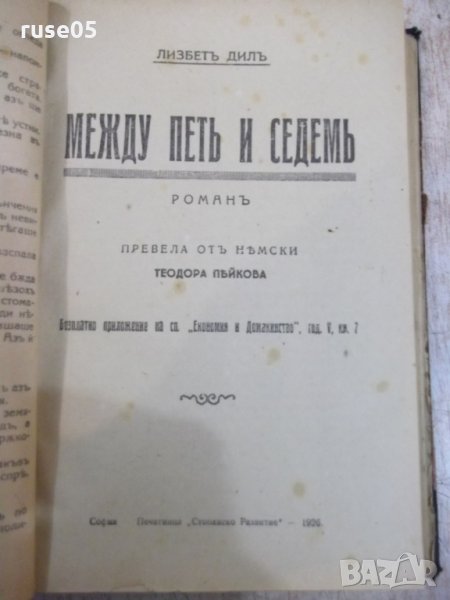 ruse05
ЛИЗБЕТЪ ДИЛЪ
МЕЖДУ ПЕТЬ И СЕДЕМЬ
РОМАНЪ
ПРЕВЕЛА ОТЪ НѢМСКИ
ТЕОДОРА ПѢЙКОВА
Безплатно приложение на сп. „Економия и Домакинство", год. V, кн. 7
София Печатница „Стопанско Развитие" — 1926.
BAZAR